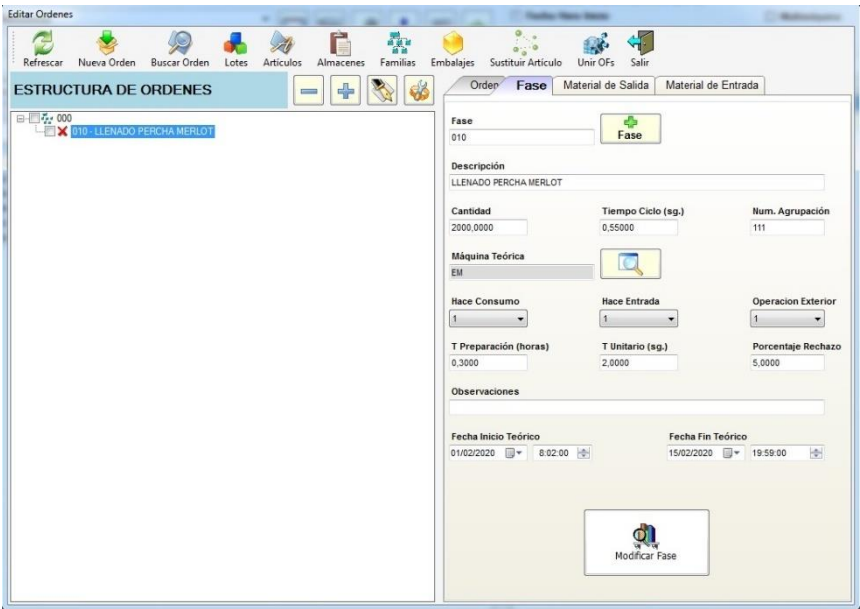 Editar Ordenes
Refrescar Nueva Orden Buscar Orden Lotes Articulos Almacenes Familias Embalajes Sustituir Artículo Unir OFs Salir
ESTRUCTURA DE ORDENES
Orden Fase Material de Salida Material de Entrada
000
010 - LLENADO PERCHA MERLOT
Fase
010
Fase
Descripción
LLENADO PERCHA MERLOT
Cantidad Tiempo Ciclo (sg.) Num. Agrupación
2000,0000 0,55000 111
Máquina Teórica
EM
Hace Consumo Hace Entrada Operacion Exterior
1 1 1
T Preparación (horas) T Unitario (sg.) Porcentaje Rechazo
0,3000 2,0000 5,0000
Observaciones
Fecha Inicio Teórico Fecha Fin Teórico
01/02/2020 8:02:00 15/02/2020 19:59:00
Modificar Fase